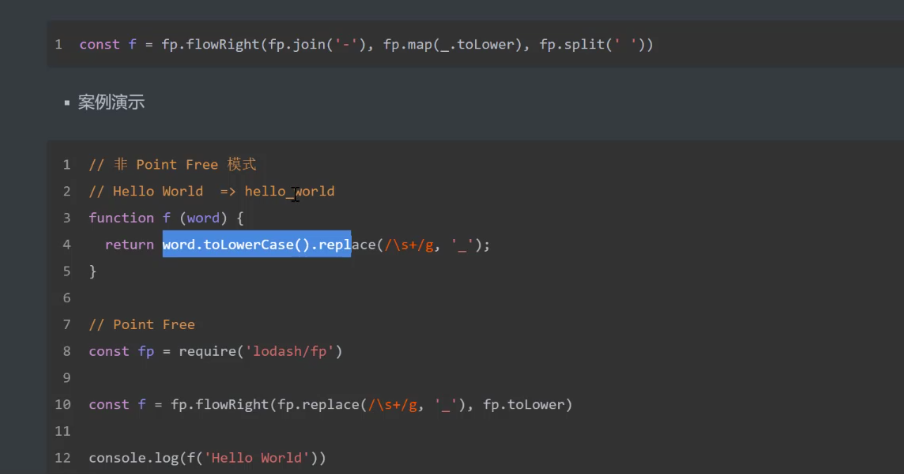 1 const f = fp.flowRight(fp.join('-'), fp.map(_.toLower), fp.split(' '))
▪ 案例演示
1 // 非 Point Free 模式
2 // Hello World  => hello_world
3 function f (word) {
4   return word.toLowerCase().replace(/\s+/g, '_');
5 }
6
7 // Point Free
8 const fp = require('lodash/fp')
9
10 const f = fp.flowRight(fp.replace(/\s+/g, '_'), fp.toLower)
11
12 console.log(f('Hello World'))